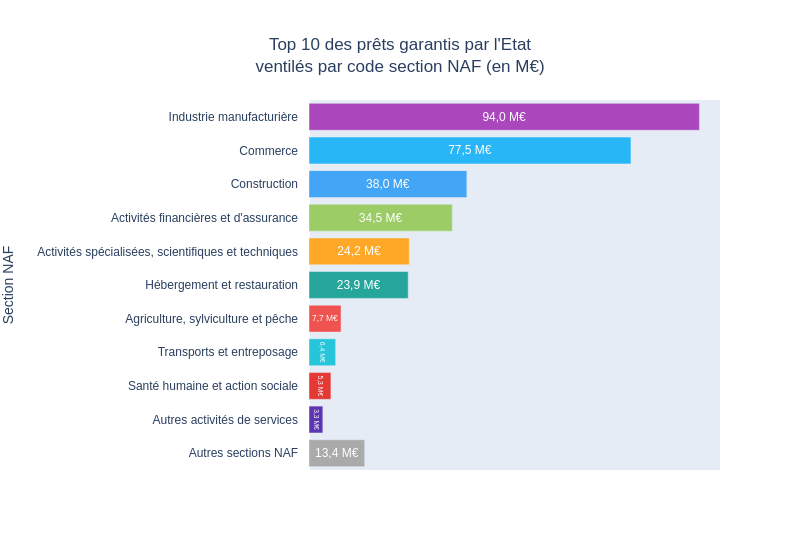 Top 10 des prêts garantis par l'Etat
ventilés par code section NAF (en M€)
Section NAF
Industrie manufacturière 94,0 M€
Commerce 77,5 M€
Construction 38,0 M€
Activités financières et d'assurance 34,5 M€
Activités spécialisées, scientifiques et techniques 24,2 M€
Hébergement et restauration 23,9 M€
Agriculture, sylviculture et pêche 7,7 M€
Transports et entreposage 6,4 M€
Santé humaine et action sociale 5,3 M€
Autres activités de services 3,3 M€
Autres sections NAF 13,4 M€